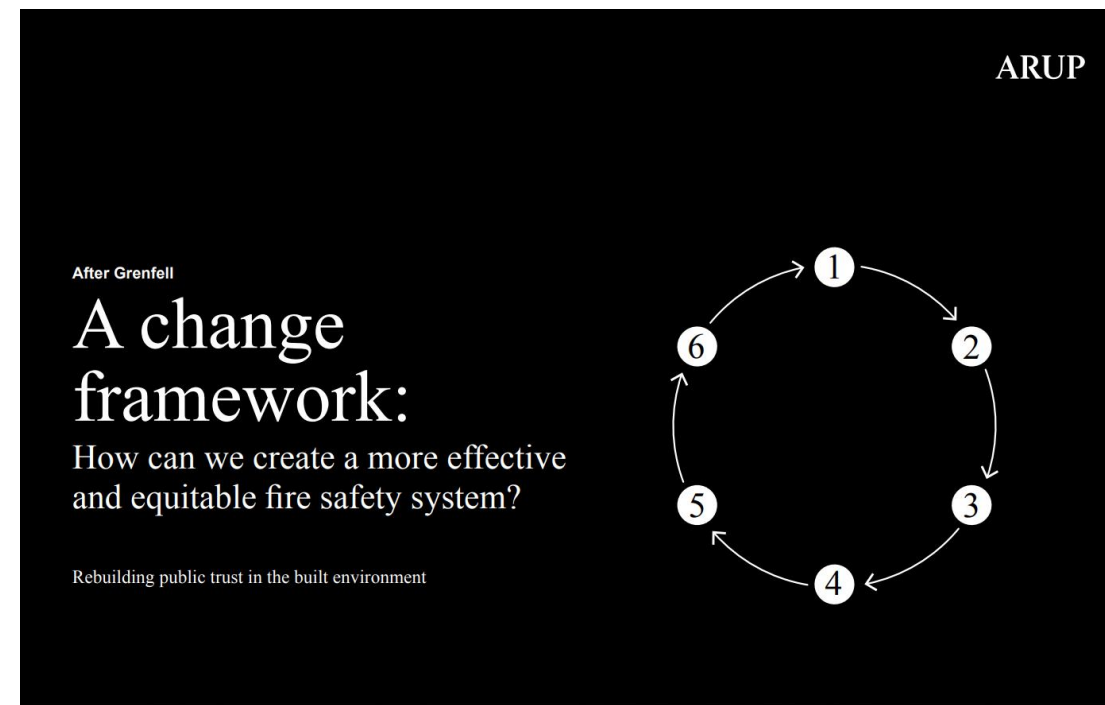 ARUP
After Grenfell
A change
framework:
How can we create a more effective
and equitable fire safety system?
Rebuilding public trust in the built environment
1
2
3
4
5
6